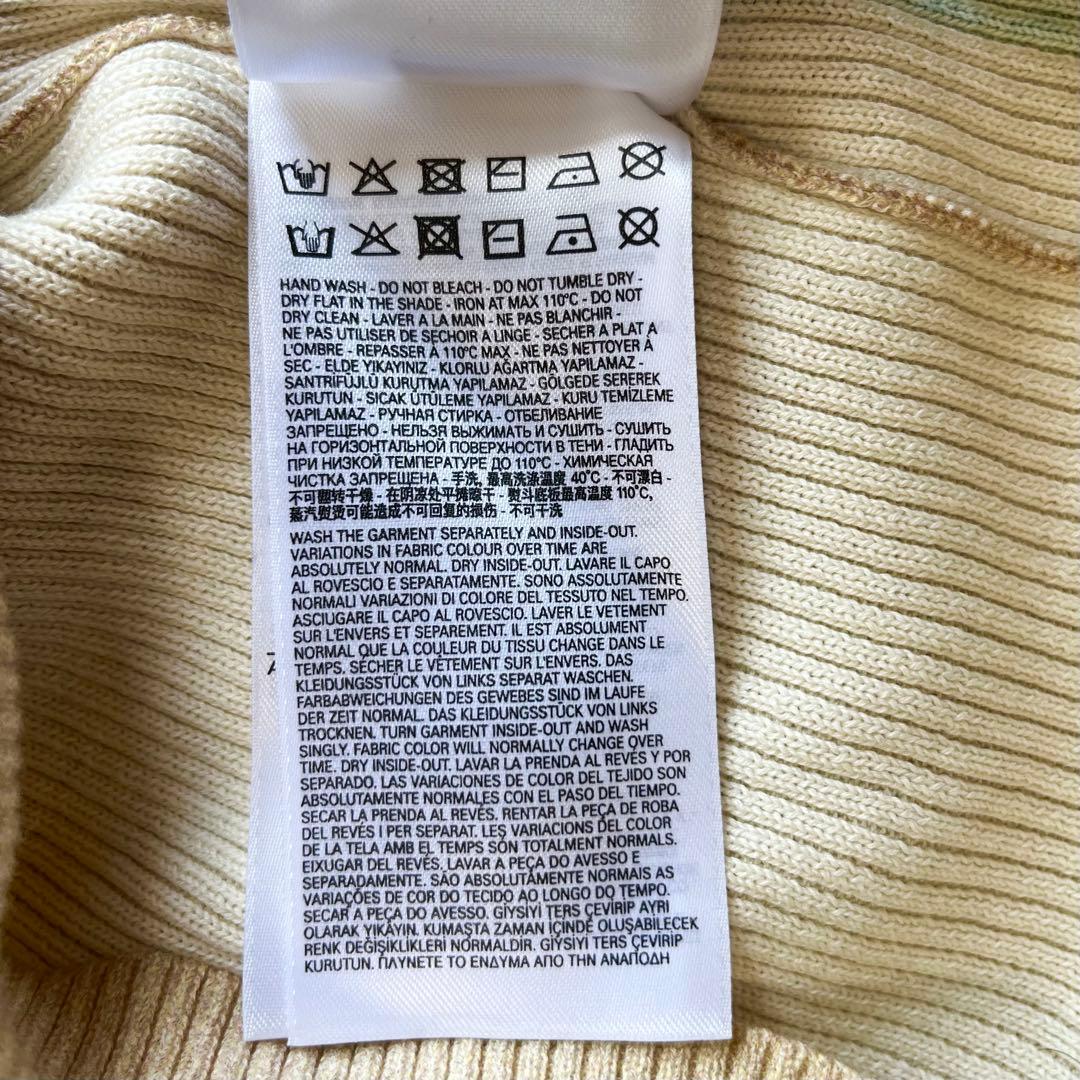 HAND WASH - DO NOT BLEACH - DO NOT TUMBLE DRY -
DRY FLAT IN THE SHADE - IRON AT MAX 110°C - DO NOT
DRY CLEAN - LAVER A LA MAIN - NE PAS BLANCHIR -
NE PAS UTILISER DE SECHOIR A LINGE - SECHER A PLAT A
L'OMBRE - REPASSER À 110°C MAX - NE PAS NETTOYER À
SEC - ELDE YIKAYINIZ - KLORLU AĞARTMA YAPILAMAZ -
SANTRİFÜJLÜ KURUTMA YAPILAMAZ - GÖLGEDE SEREREK
KURUTUN - SICAK ÜTÜLEME YAPILAMAZ - KURU TEMİZLEME
YAPILAMAZ - РУЧНАЯ СТИРКА - ОТБЕЛИВАНИЕ
ЗАПРЕЩЕНО - НЕЛЬЗЯ ВЫЖИМАТЬ И СУШИТЬ - СУШИТЬ
НА ГОРИЗОНТАЛЬНОЙ ПОВЕРХНОСТИ В ТЕНИ - ГЛАДИТЬ
ПРИ НИЗКОЙ ТЕМПЕРАТУРЕ ДО 110°C - ХИМИЧЕСКАЯ
ЧИСТКА ЗАПРЕЩЕНА - 手洗, 最高洗涤温度 40°C - 不可漂白 -
不可翻转干燥 - 在阴凉处平摊晾干 - 熨斗底板最高温度 110°C,
蒸汽熨烫可能造成不可回复的损伤 - 不可干洗
WASH THE GARMENT SEPARATELY AND INSIDE-OUT.
VARIATIONS IN FABRIC COLOUR OVER TIME ARE
ABSOLUTELY NORMAL. DRY INSIDE-OUT. LAVARE IL CAPO
AL ROVESCIO E SEPARATAMENTE. SONO ASSOLUTAMENTE
NORMALI VARIAZIONI DI COLORE DEL TESSUTO NEL TEMPO.
ASCIUGARE IL CAPO AL ROVESCIO. LAVER LE VETEMENT
SUR L'ENVERS ET SEPAREMENT. IL EST ABSOLUMENT
NORMAL QUE LA COULEUR DU TISSU CHANGE DANS LE
TEMPS. SÉCHER LE VÊTEMENT SUR L'ENVERS. DAS
KLEIDUNGSSTÜCK VON LINKS SEPARAT WASCHEN.
FARBABWEICHUNGEN DES GEWEBES SIND IM LAUFE
DER ZEIT NORMAL. DAS KLEIDUNGSSTÜCK VON LINKS
TROCKNEN. TURN GARMENT INSIDE-OUT AND WASH
SINGLY. FABRIC COLOR WILL NORMALLY CHANGE OVER
TIME. DRY INSIDE-OUT. LAVAR LA PRENDA AL REVÉS Y POR
SEPARADO. LAS VARIACIONES DE COLOR DEL TEJIDO SON
ABSOLUTAMENTE NORMALES CON EL PASO DEL TIEMPO.
SECAR LA PRENDA AL REVÉS. RENTAR LA PEÇA DE ROBA
DEL REVÉS I PER SEPARAT. LES VARIACIONS DEL COLOR
DE LA TELA AMB EL TEMPS SÓN TOTALMENT NORMALS.
EIXUGAR DEL REVÉS. LAVAR A PEÇA DO AVESSO E
SEPARADAMENTE. SÃO ABSOLUTAMENTE NORMAIS AS
VARIAÇÕES DE COR DO TECIDO AO LONGO DO TEMPO.
SECAR A PEÇA DO AVESSO. GİYSİYİ TERS ÇEVİRİP AYRI
OLARAK YIKAYIN. KUMAŞTA ZAMAN İÇİNDE OLUŞABİLECEK
RENK DEĞİŞİKLİKLERİ NORMALDIR. GİYSİYİ TERS ÇEVİRİP
KURUTUN. ΠΛΥΝΕΤΕ ΤΟ ΕΝΔΥΜΑ ΑΠΟ ΤΗΝ ΑΝΑΠΟΔΗ